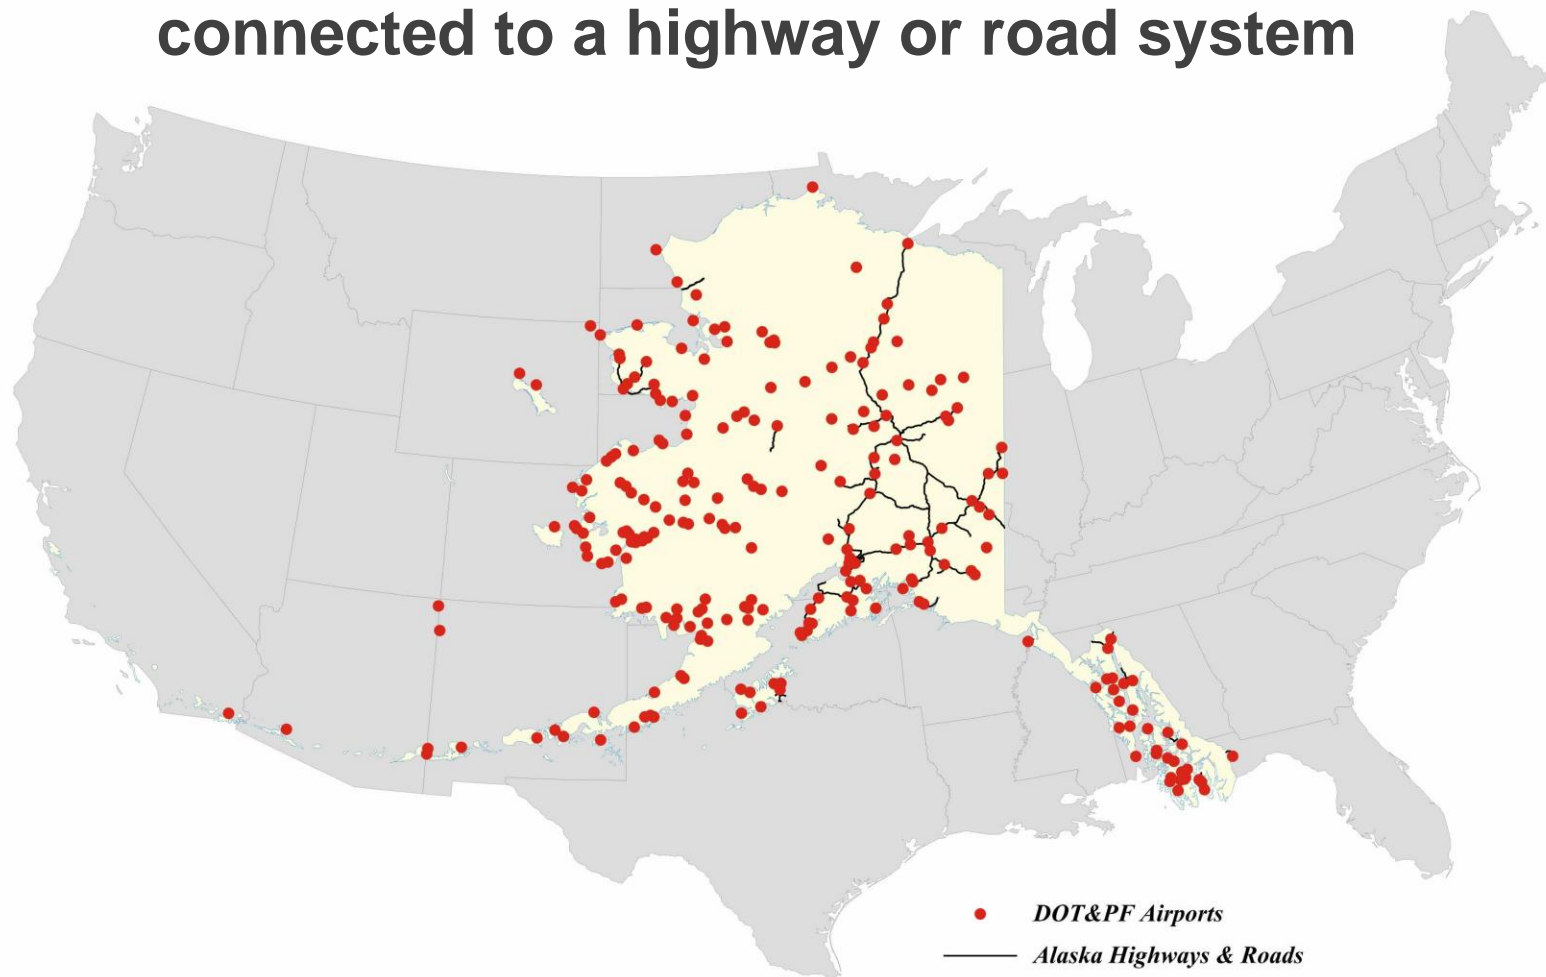 connected to a highway or road system
DOT&PF Airports
Alaska Highways & Roads